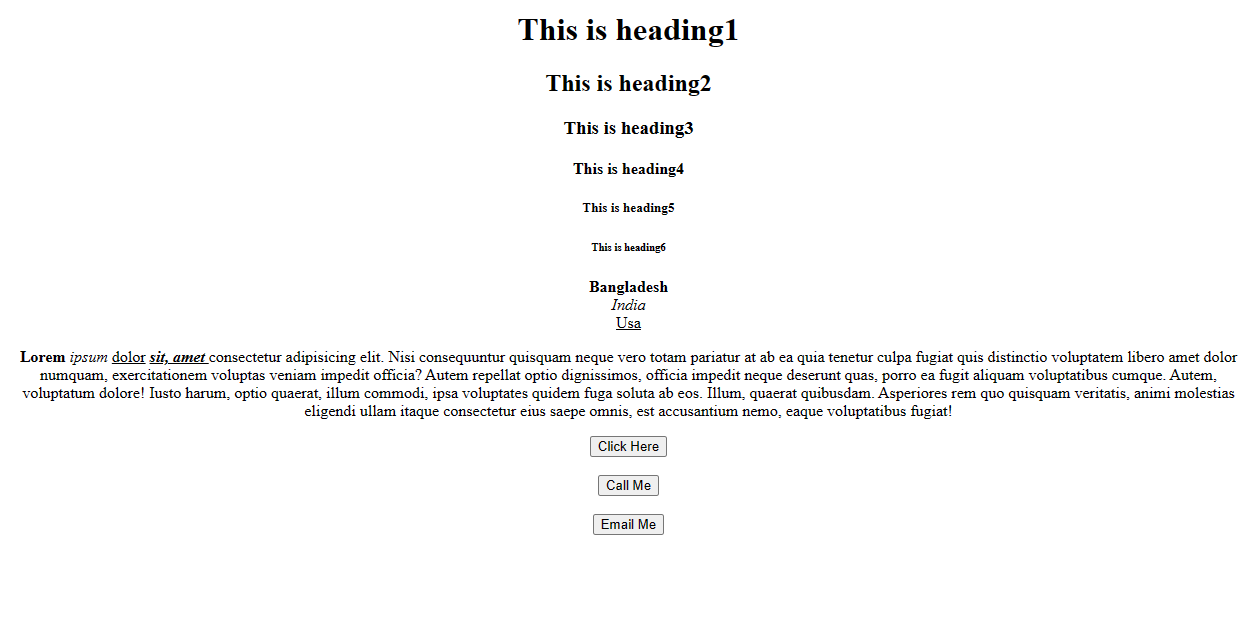 This is heading1
This is heading2
This is heading3
This is heading4
This is heading5
This is heading6
Bangladesh
India
Usa
Lorem ipsum dolor sit, amet consectetur adipisicing elit. Nisi consequuntur quisquam neque vero totam pariatur at ab ea quia tenetur culpa fugiat quis distinctio voluptatem libero amet dolor
numquam, exercitationem voluptas veniam impedit officia? Autem repellat optio dignissimos, officia impedit neque deserunt quas, porro ea fugit aliquam voluptatibus cumque. Autem,
voluptatum dolore! Iusto harum, optio quaerat, illum commodi, ipsa voluptates quidem fuga soluta ab eos. Illum, quaerat quibusdam. Asperiores rem quo quisquam veritatis, animi molestias
eligendi ullam itaque consectetur eius saepe omnis, est accusantium nemo, eaque voluptatibus fugiat!
Click Here
Call Me
Email Me